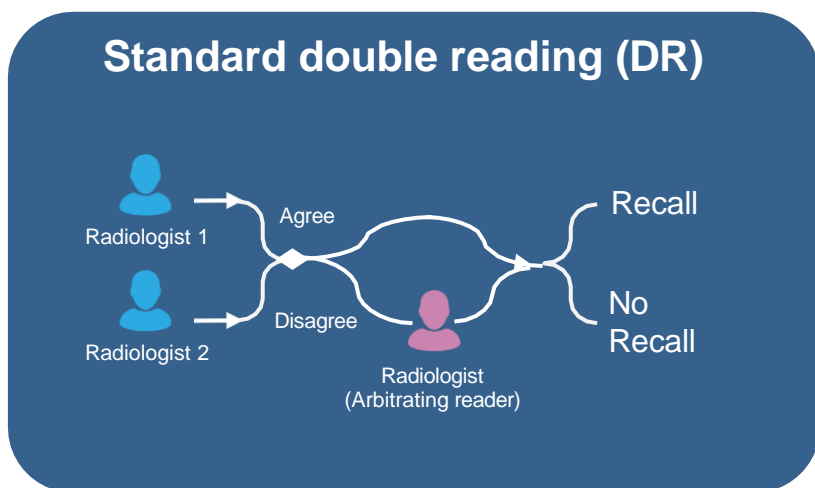 Standard double reading (DR)
Radiologist 1
Agree
Recall
Radiologist 2
Disagree
No
Recall
Radiologist
(Arbitrating reader)